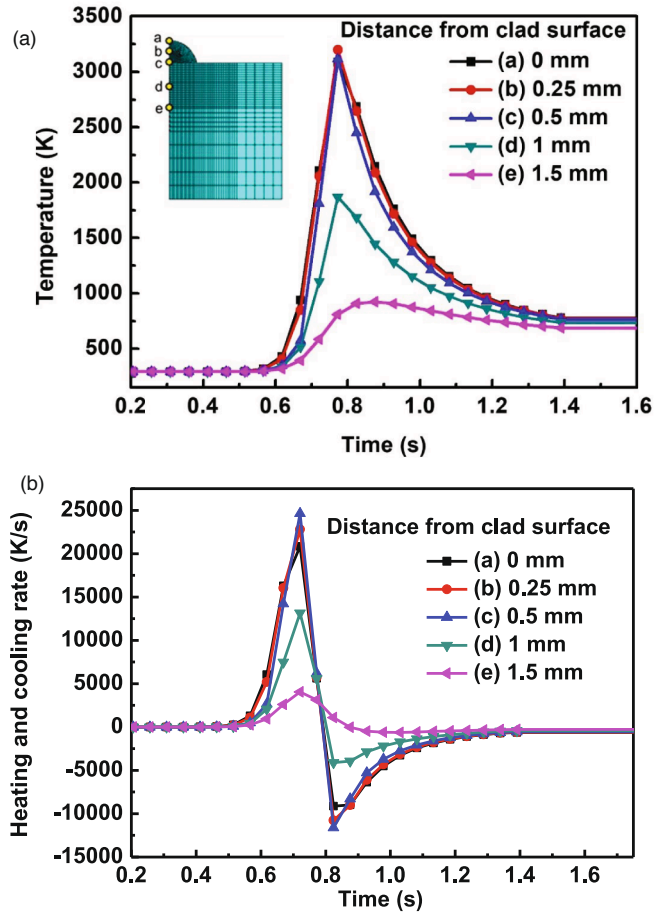 (a)
Temperature (K)
3500
3000
2500
2000
1500
1000
500
a
b
c
d
e
Distance from clad surface
(a) 0 mm
(b) 0.25 mm
(c) 0.5 mm
(d) 1 mm
(e) 1.5 mm
0.2 0.4 0.6 0.8 1.0 1.2 1.4 1.6
Time (s)
(b)
Heating and cooling rate (K/s)
25000
20000
15000
10000
5000
0
-5000
-10000
-15000
Distance from clad surface
(a) 0 mm
(b) 0.25 mm
(c) 0.5 mm
(d) 1 mm
(e) 1.5 mm
0.2 0.4 0.6 0.8 1.0 1.2 1.4 1.6
Time (s)